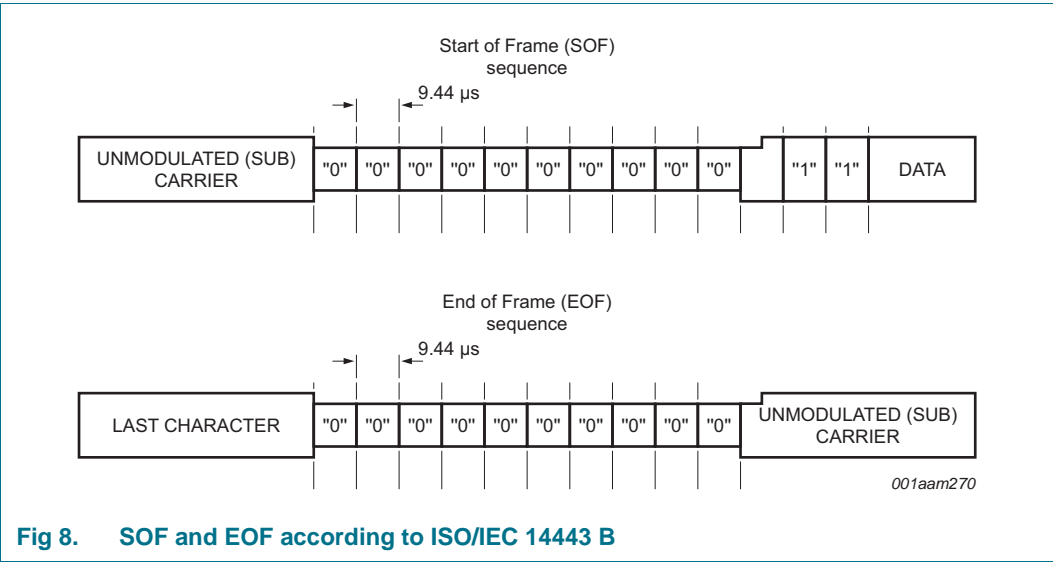 Start of Frame (SOF)
sequence
9.44 µs
UNMODULATED (SUB)
CARRIER
"0" "0" "0" "0" "0" "0" "0" "0" "0" "0" "1" "1" DATA
End of Frame (EOF)
sequence
9.44 µs
LAST CHARACTER "0" "0" "0" "0" "0" "0" "0" "0" "0" "0" UNMODULATED (SUB)
CARRIER
001aam270
Fig 8. SOF and EOF according to ISO/IEC 14443 B